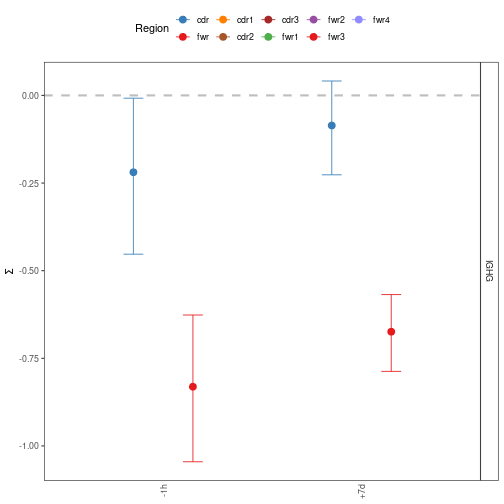 Region cdr cdr1 cdr3 fwr2 fwr4
fwr cdr2 fwr1 fwr3
0.00
-0.25
-0.50
-0.75
-1.00
Σ
IGHG
-1h
+7d